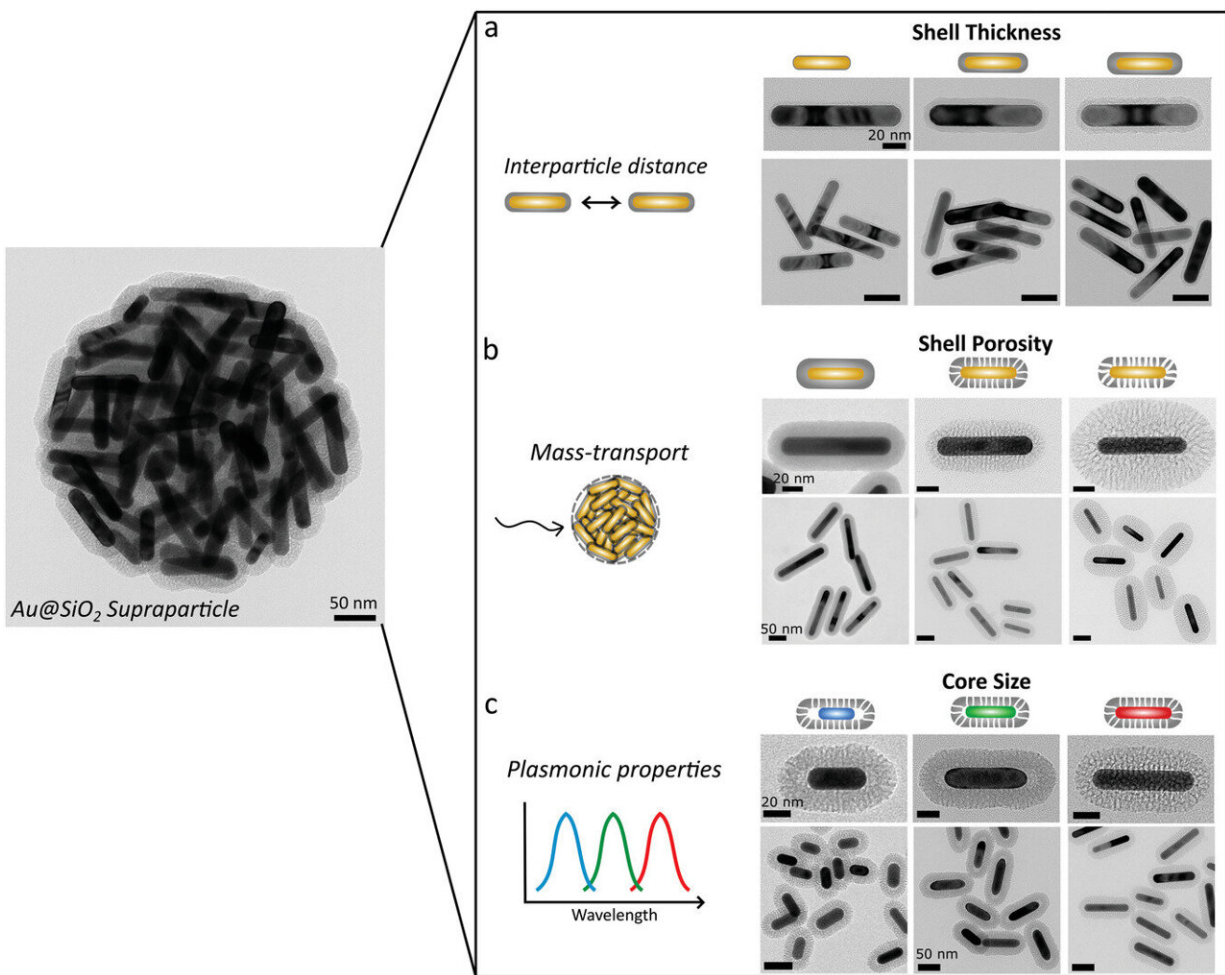 Au@SiO₂ Supraparticle
50 nm
a
Shell Thickness
20 nm
Interparticle distance
b
Shell Porosity
Mass-transport
20 nm
50 nm
c
Core Size
Plasmonic properties
20 nm
Wavelength
50 nm